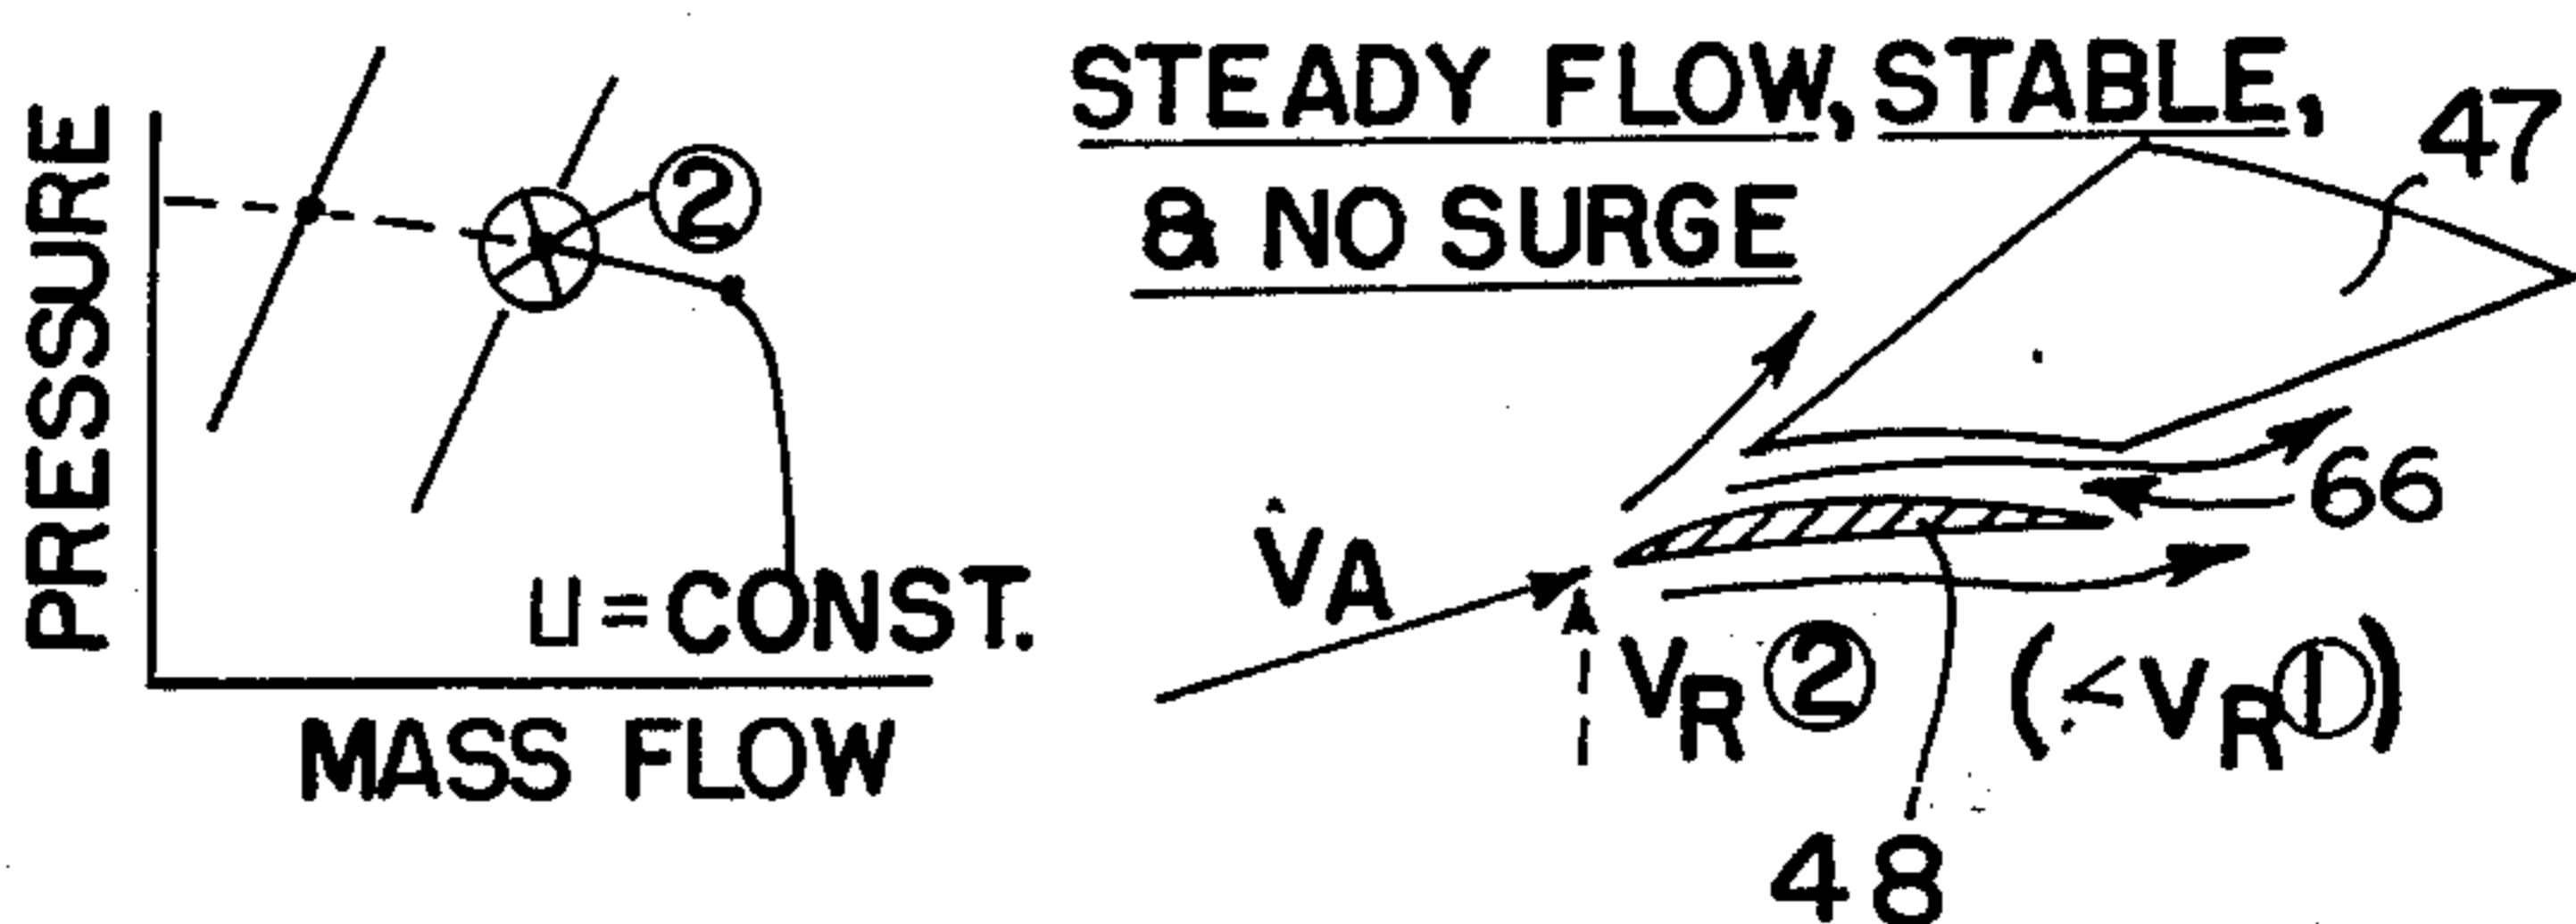 PRESSURE
②
U = CONST.
MASS FLOW
STEADY FLOW, STABLE,
& NO SURGE
47
66
VA
VR ② (< VR ①)
48